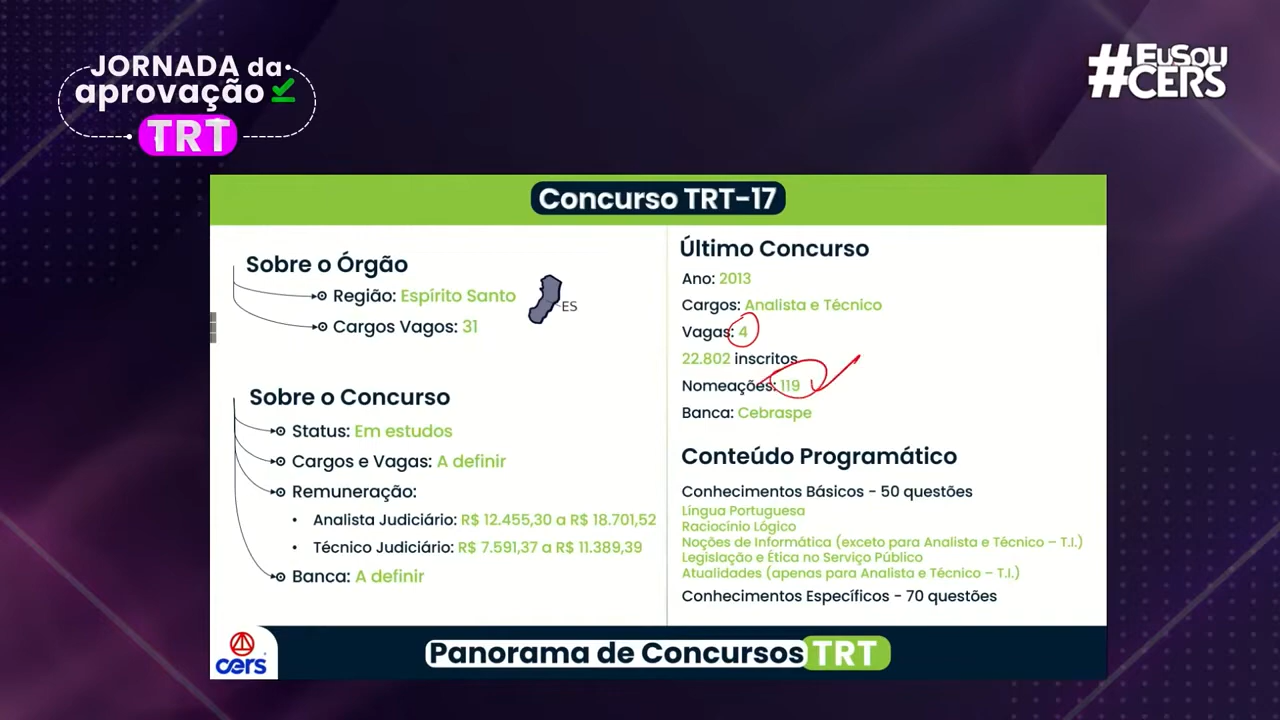 JORNADA da
aprovação
TRT
#EuSou
CERS
Concurso TRT-17
Sobre o Órgão
Região: Espírito Santo
ES
Cargos Vagos: 31
Sobre o Concurso
Status: Em estudos
Cargos e Vagas: A definir
Remuneração:
• Analista Judiciário: R$ 12.455,30 a R$ 18.701,52
• Técnico Judiciário: R$ 7.591,37 a R$ 11.389,39
Banca: A definir
Último Concurso
Ano: 2013
Cargos: Analista e Técnico
Vagas: 4
22.802 inscritos
Nomeações: 119
Banca: Cebraspe
Conteúdo Programático
Conhecimentos Básicos - 50 questões
Língua Portuguesa
Raciocínio Lógico
Noções de Informática (exceto para Analista e Técnico – T.I.)
Legislação e Ética no Serviço Público
Atualidades (apenas para Analista e Técnico – T.I.)
Conhecimentos Específicos - 70 questões
cers
Panorama de Concursos TRT